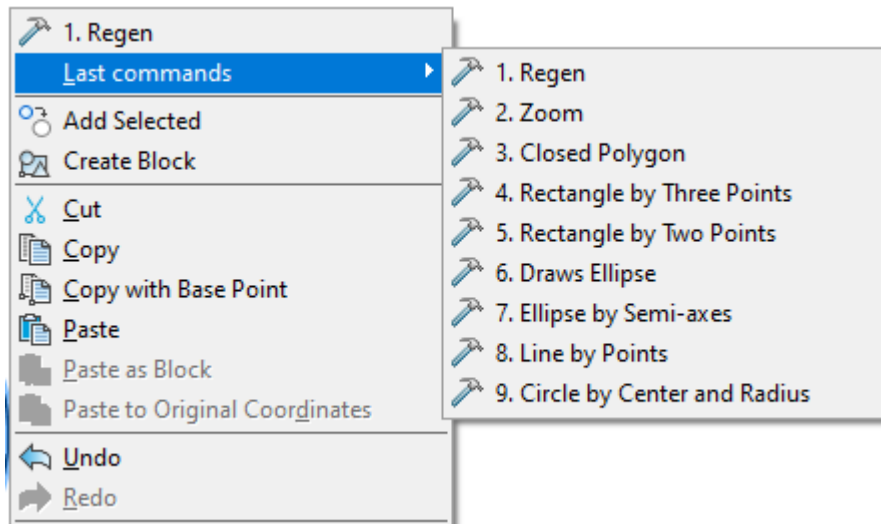 1. Regen
Last commands
Add Selected
Create Block
Cut
Copy
Copy with Base Point
Paste
Paste as Block
Paste to Original Coordinates
Undo
Redo
1. Regen
2. Zoom
3. Closed Polygon
4. Rectangle by Three Points
5. Rectangle by Two Points
6. Draws Ellipse
7. Ellipse by Semi-axes
8. Line by Points
9. Circle by Center and Radius